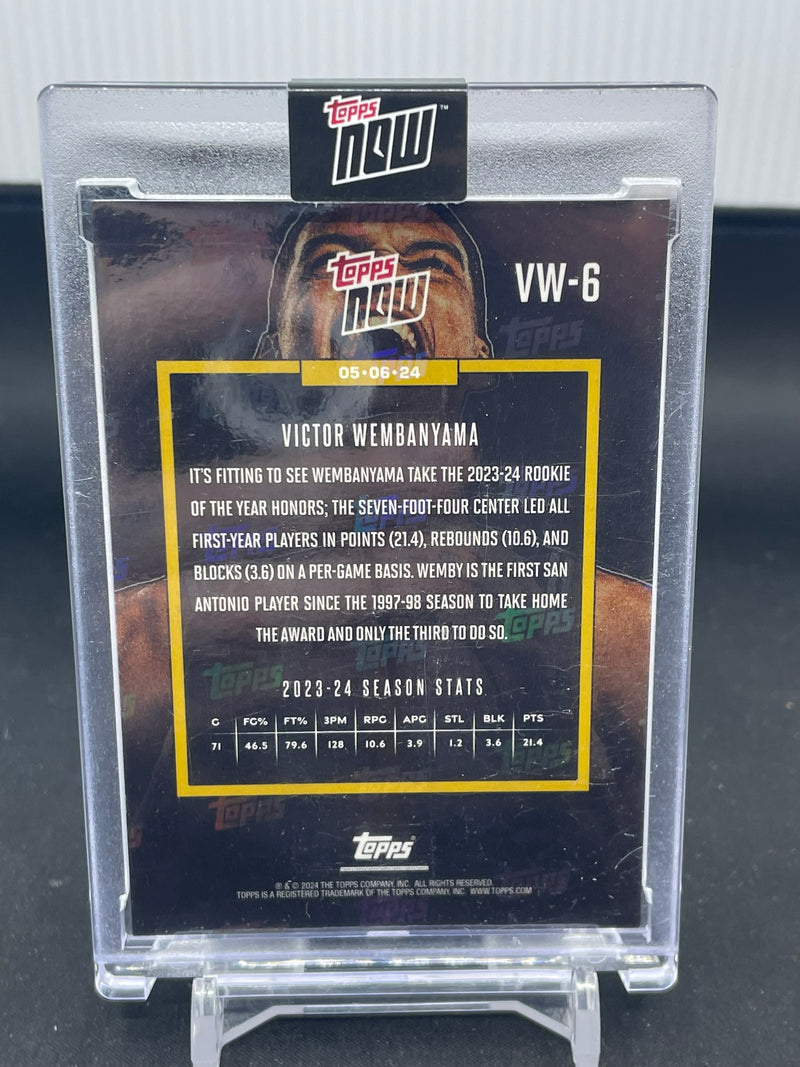 Topps
NOW™
Topps
NOW
VW-6
05•06•24
VICTOR WEMBANYAMA
IT'S FITTING TO SEE WEMBANYAMA TAKE THE 2023-24 ROOKIE
OF THE YEAR HONORS; THE SEVEN-FOOT-FOUR CENTER LED ALL
FIRST-YEAR PLAYERS IN POINTS (21.4), REBOUNDS (10.6), AND
BLOCKS (3.6) ON A PER-GAME BASIS. WEMBY IS THE FIRST SAN
ANTONIO PLAYER SINCE THE 1997-98 SEASON TO TAKE HOME
THE AWARD AND ONLY THE THIRD TO DO SO.
2023-24 SEASON STATS
G FG% FT% 3PM RPG APG STL BLK PTS
71 46.5 79.6 128 10.6 3.9 1.2 3.6 21.4
Topps®
® & © 2024 THE TOPPS COMPANY, INC. ALL RIGHTS RESERVED.
TOPPS IS A REGISTERED TRADEMARK OF THE TOPPS COMPANY, INC. WWW.TOPPS.COM